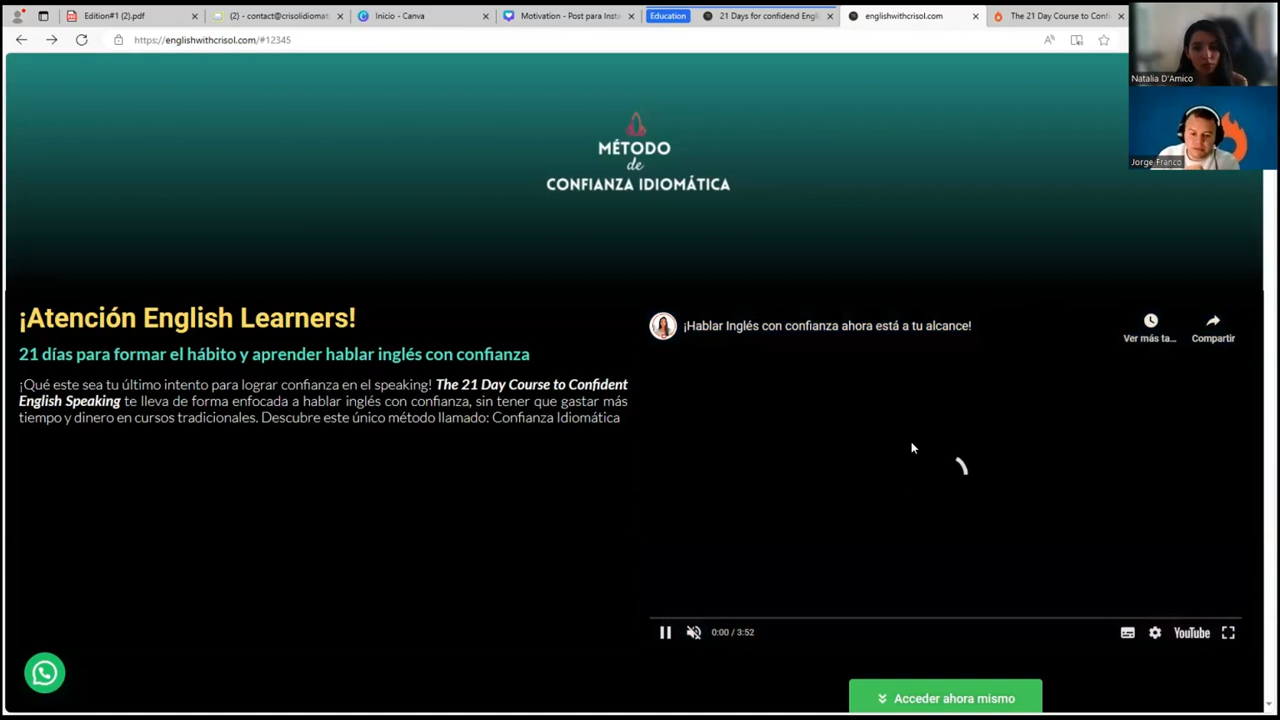 Edition#1 (2).pdf
(2) - contact@crisolidiomat
Inicio - Canva
Motivation - Post para Insta
Education
21 Days for confidend Engli
englishwithcrisol.com
The 21 Day Course to Conf
https://englishwithcrisol.com/#12345
Natalia D'Amico
Jorge Franco
MÉTODO
de
CONFIANZA IDIOMÁTICA
¡Atención English Learners!
21 días para formar el hábito y aprender hablar inglés con confianza
¡Qué este sea tu último intento para lograr confianza en el speaking! The 21 Day Course to Confident
English Speaking te lleva de forma enfocada a hablar inglés con confianza, sin tener que gastar más
tiempo y dinero en cursos tradicionales. Descubre este único método llamado: Confianza Idiomática
¡Hablar Inglés con confianza ahora está a tu alcance!
Ver más ta...
Compartir
0:00 / 3:52
YouTube
Acceder ahora mismo